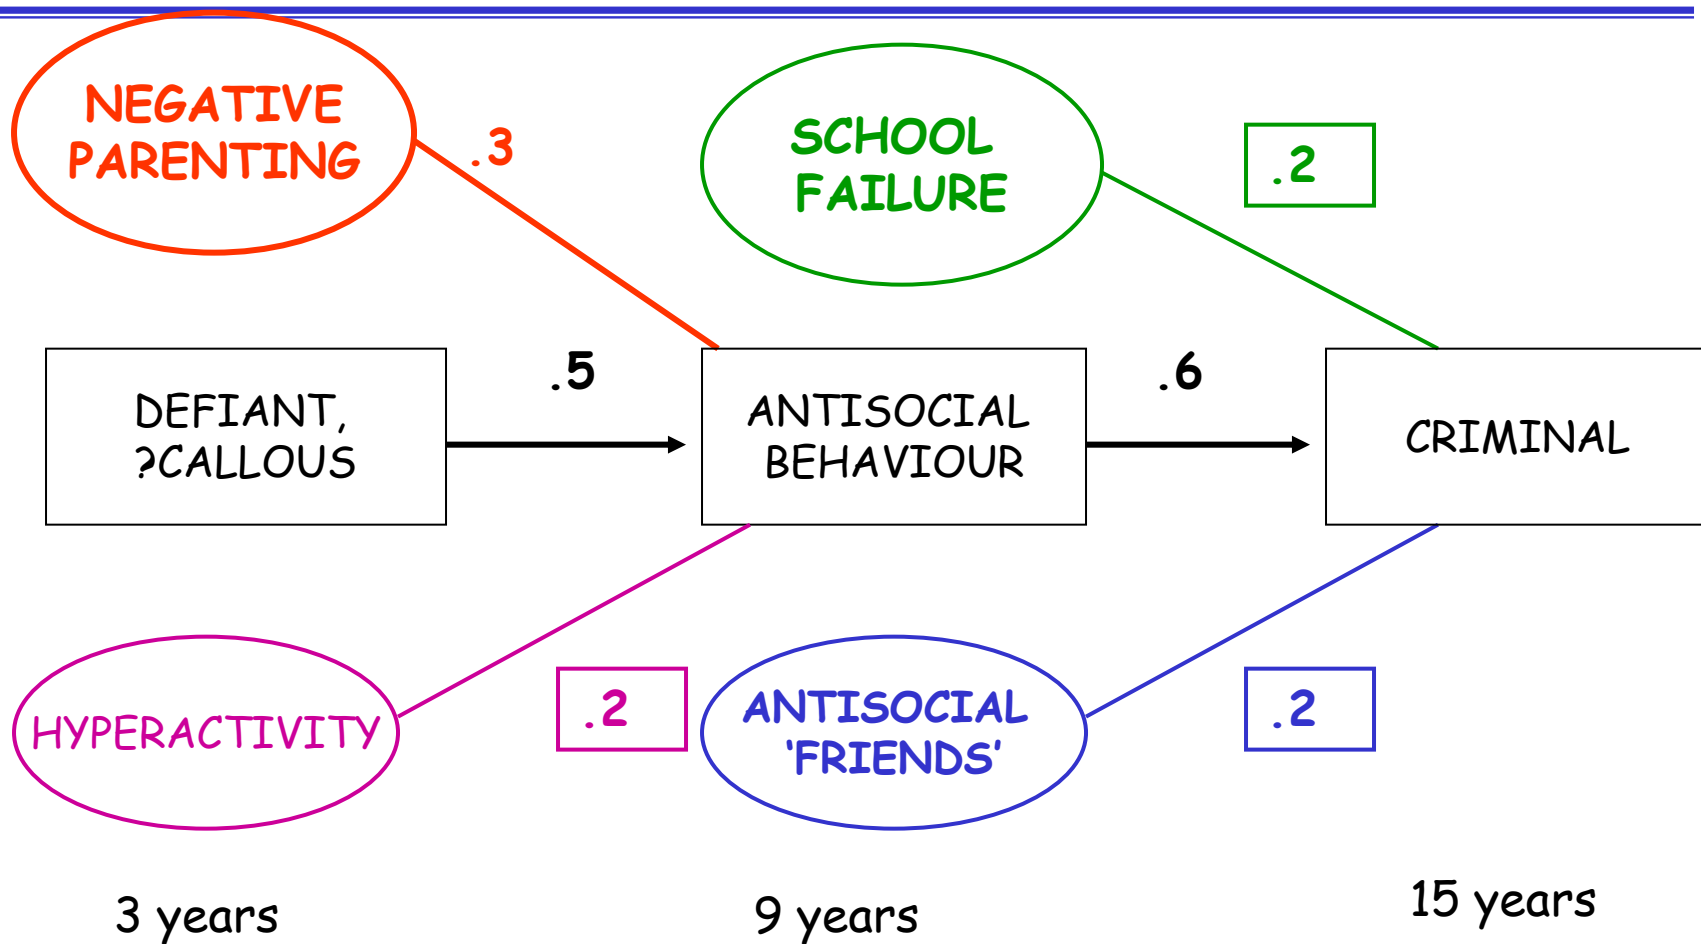 NEGATIVE
PARENTING
.3
SCHOOL
FAILURE
.2
DEFIANT,
?CALLOUS
.5
ANTISOCIAL
BEHAVIOUR
.6
CRIMINAL
HYPERACTIVITY
.2
ANTISOCIAL
'FRIENDS'
.2
3 years
9 years
15 years